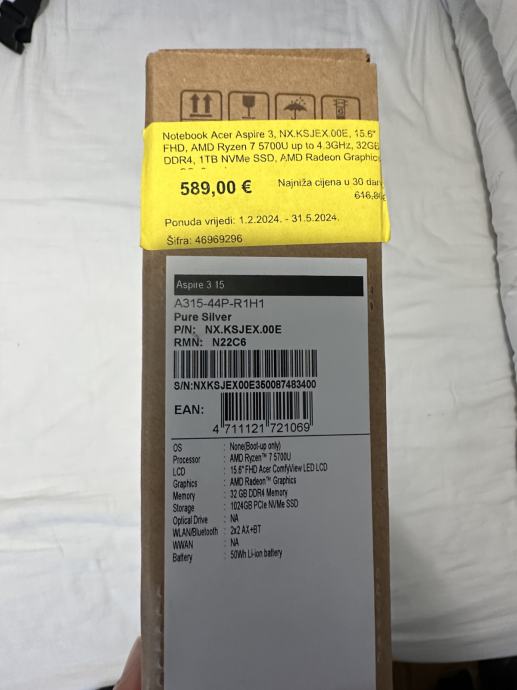 Notebook Acer Aspire 3, NX.KSJEX.00E, 15.6"
FHD, AMD Ryzen 7 5700U up to 4.3GHz, 32GB
DDR4, 1TB NVMe SSD, AMD Radeon Graphic
589,00 €
Najniža cijena u 30 dan
616,
Ponuda vrijedi: 1.2.2024. - 31.5.2024.
Šifra: 46969296
Aspire 3 15
A315-44P-R1H1
Pure Silver
P/N: NX.KSJEX.00E
RMN: N22C6
S/N:NXKSJEX00E350087483400
EAN:
4 711121 721069
OS : None(Boot-up only)
Processor : AMD Ryzen™ 7 5700U
LCD : 15.6" FHD Acer ComfyView LED LCD
Graphics : AMD Radeon™ Graphics
Memory : 32 GB DDR4 Memory
Storage : 1024GB PCIe NVMe SSD
Optical Drive : NA
WLAN/Bluetooth : 2x2 AX+BT
WWAN : NA
Battery : 50Wh Li-ion battery